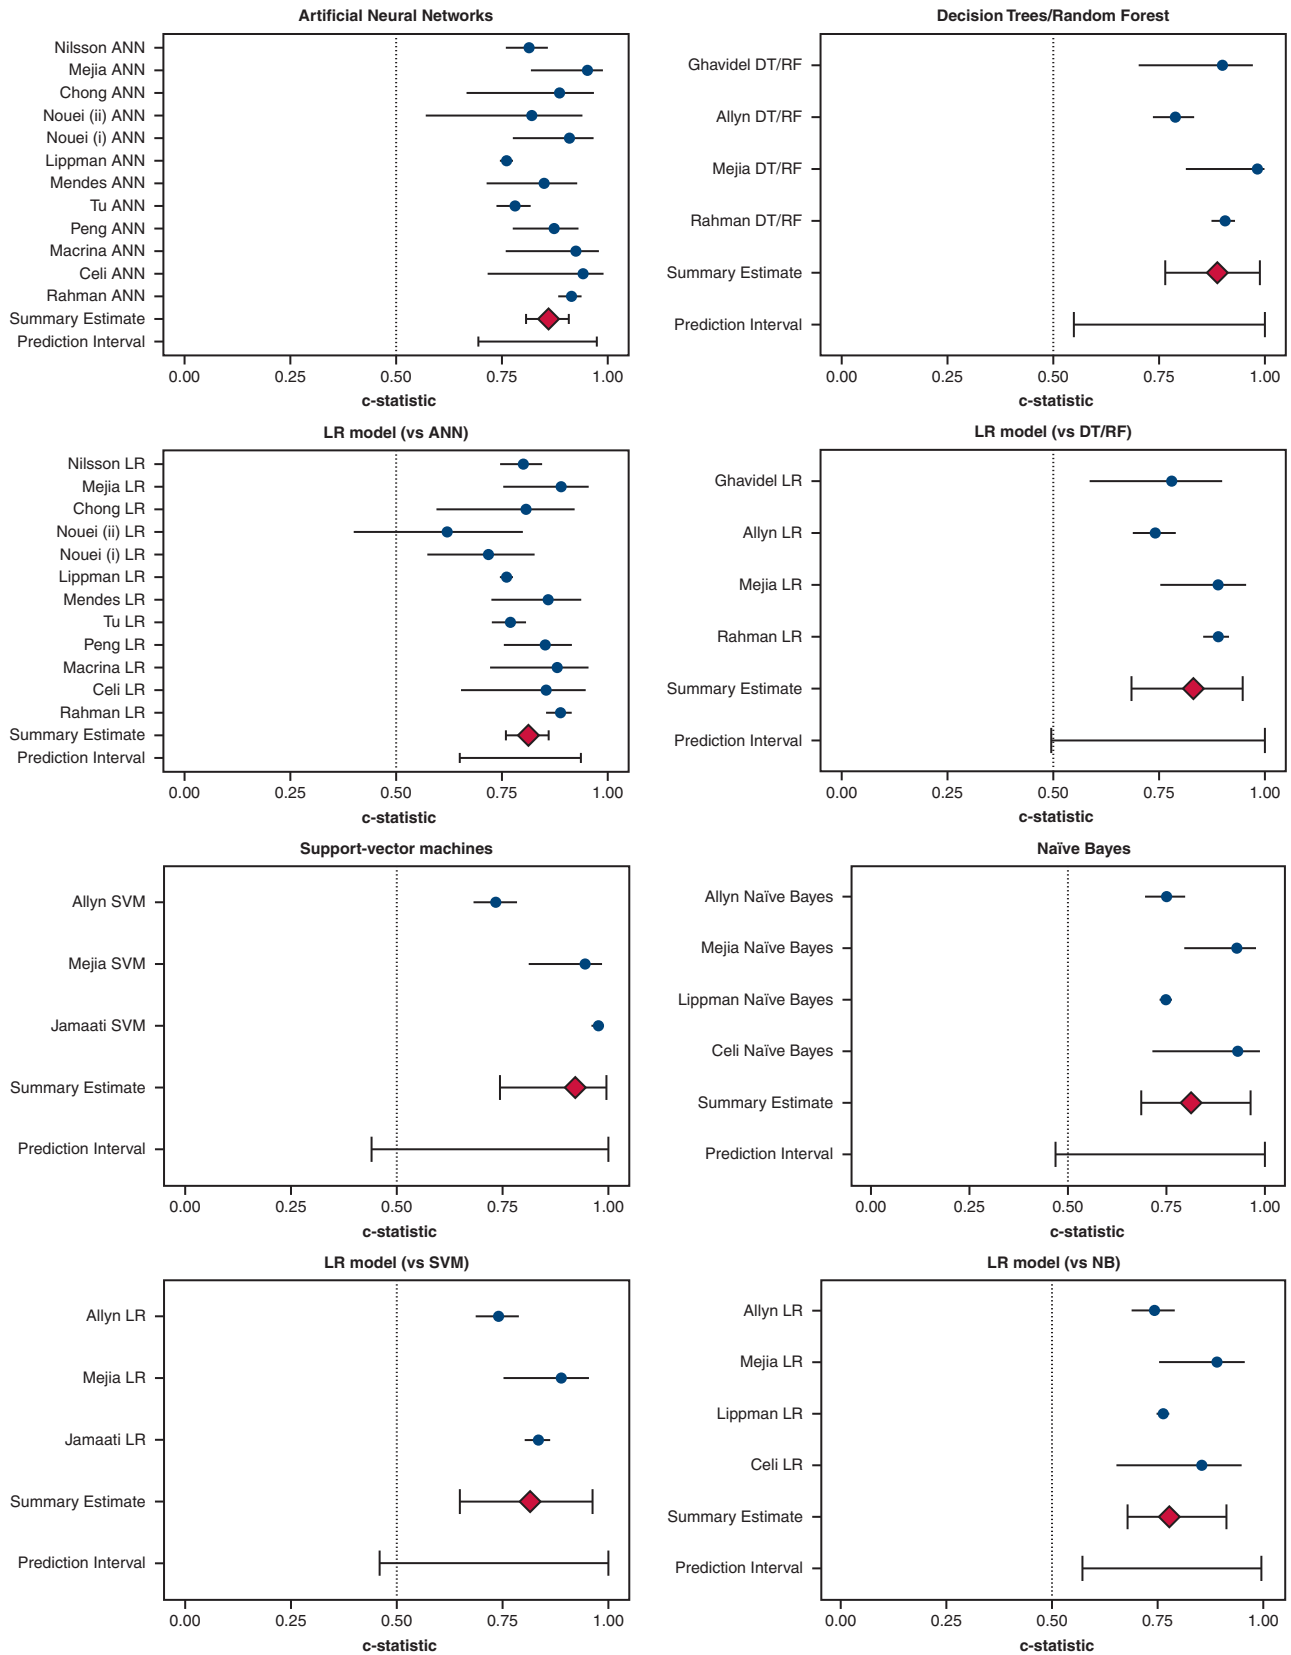 Artificial Neural Networks
Nilsson ANN
Mejia ANN
Chong ANN
Nouei (ii) ANN
Nouei (i) ANN
Lippman ANN
Mendes ANN
Tu ANN
Peng ANN
Macrina ANN
Celi ANN
Rahman ANN
Summary Estimate
Prediction Interval
0.00 0.25 0.50 0.75 1.00
c-statistic
Decision Trees/Random Forest
Ghavidel DT/RF
Allyn DT/RF
Mejia DT/RF
Rahman DT/RF
Summary Estimate
Prediction Interval
0.00 0.25 0.50 0.75 1.00
c-statistic
LR model (vs ANN)
Nilsson LR
Mejia LR
Chong LR
Nouei (ii) LR
Nouei (i) LR
Lippman LR
Mendes LR
Tu LR
Peng LR
Macrina LR
Celi LR
Rahman LR
Summary Estimate
Prediction Interval
0.00 0.25 0.50 0.75 1.00
c-statistic
LR model (vs DT/RF)
Ghavidel LR
Allyn LR
Mejia LR
Rahman LR
Summary Estimate
Prediction Interval
0.00 0.25 0.50 0.75 1.00
c-statistic
Support-vector machines
Allyn SVM
Mejia SVM
Jamaati SVM
Summary Estimate
Prediction Interval
0.00 0.25 0.50 0.75 1.00
c-statistic
Naïve Bayes
Allyn Naïve Bayes
Mejia Naïve Bayes
Lippman Naïve Bayes
Celi Naïve Bayes
Summary Estimate
Prediction Interval
0.00 0.25 0.50 0.75 1.00
c-statistic
LR model (vs SVM)
Allyn LR
Mejia LR
Jamaati LR
Summary Estimate
Prediction Interval
0.00 0.25 0.50 0.75 1.00
c-statistic
LR model (vs NB)
Allyn LR
Mejia LR
Lippman LR
Celi LR
Summary Estimate
Prediction Interval
0.00 0.25 0.50 0.75 1.00
c-statistic